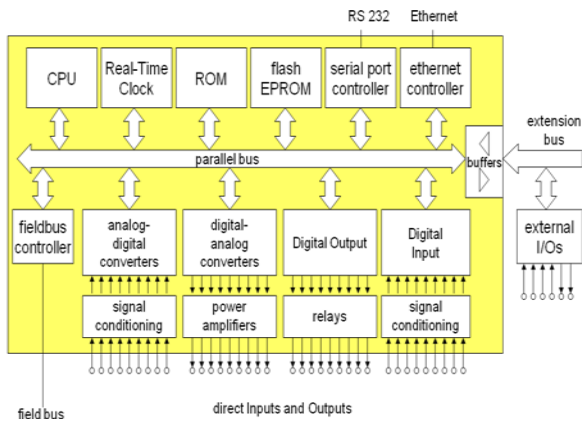 RS 232
Ethernet
CPU
Real-Time
Clock
ROM
flash
EPROM
serial port
controller
ethernet
controller
extension
bus
parallel bus
buffers
fieldbus
controller
analog-
digital
converters
digital-
analog
converters
Digital Output
Digital
Input
external
I/Os
signal
conditioning
power
amplifiers
relays
signal
conditioning
field bus
direct Inputs and Outputs